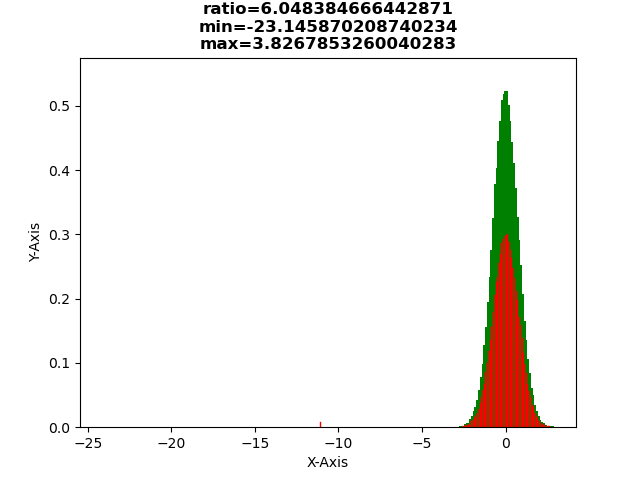 ratio=6.048384666442871
min=-23.145870208740234
max=3.8267853260040283
0.5
0.4
0.3
0.2
0.1
0.0
Y-Axis
−25
−20
−15
−10
−5
0
X-Axis